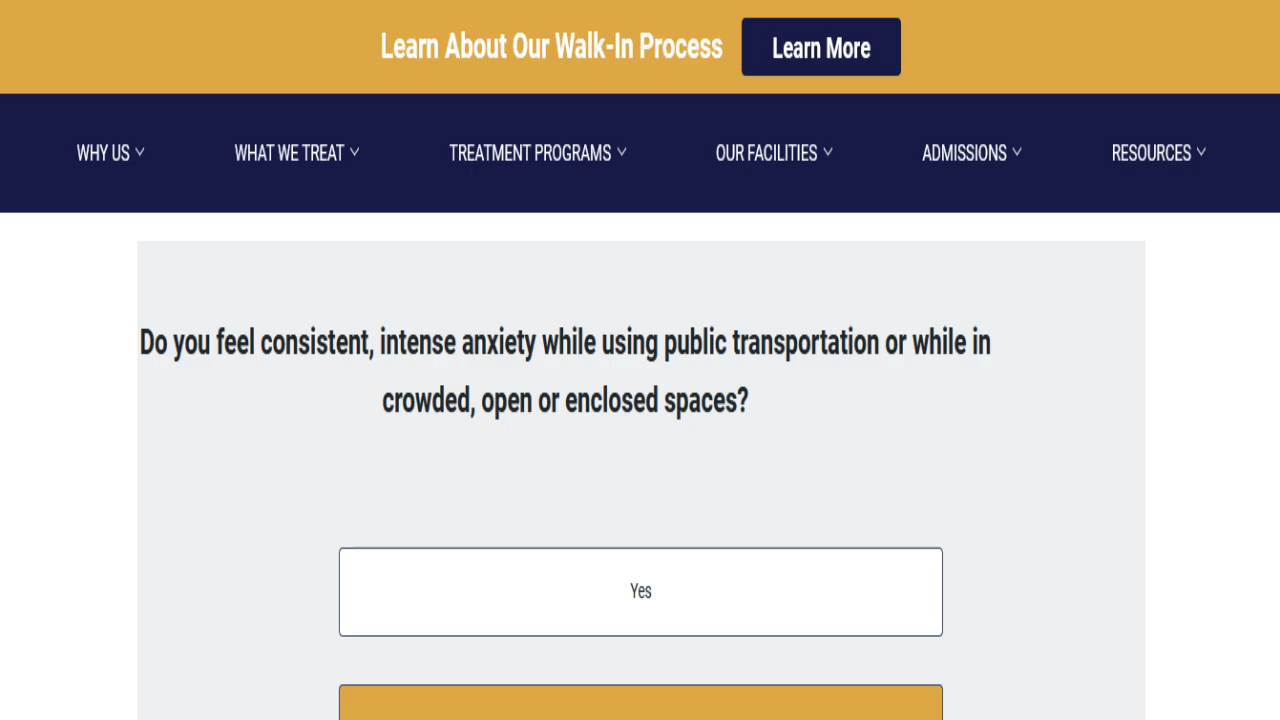 Learn About Our Walk-In Process Learn More
WHY US WHAT WE TREAT TREATMENT PROGRAMS OUR FACILITIES ADMISSIONS RESOURCES
Do you feel consistent, intense anxiety while using public transportation or while in
crowded, open or enclosed spaces?
Yes